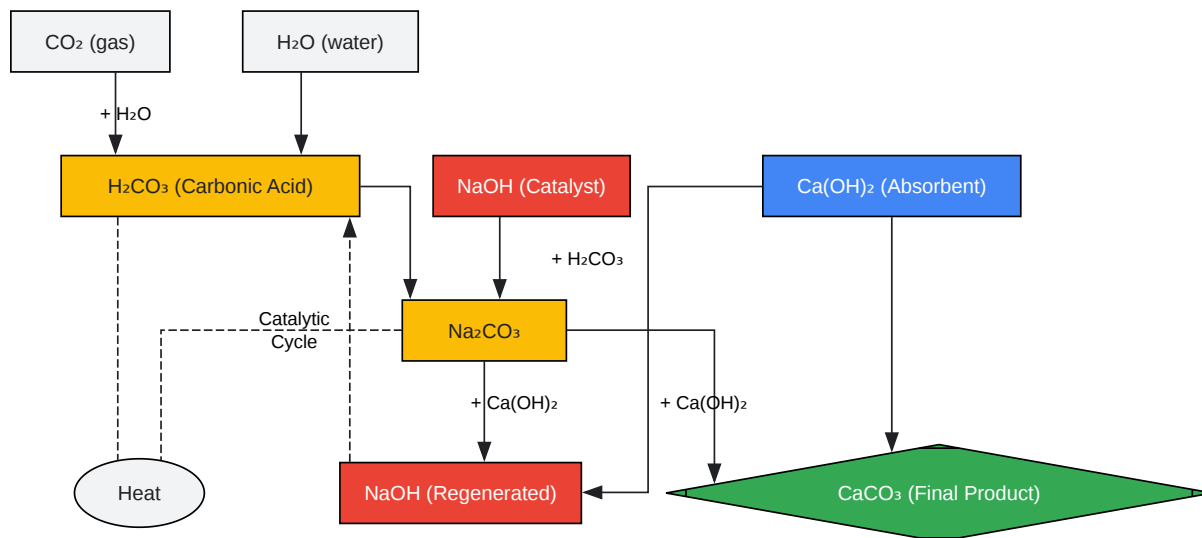 CO₂ (gas)
H₂O (water)
+ H₂O
H₂CO₃ (Carbonic Acid)
NaOH (Catalyst)
Ca(OH)₂ (Absorbent)
+ H₂CO₃
Catalytic
Cycle
Na₂CO₃
+ Ca(OH)₂
+ Ca(OH)₂
Heat
NaOH (Regenerated)
CaCO₃ (Final Product)